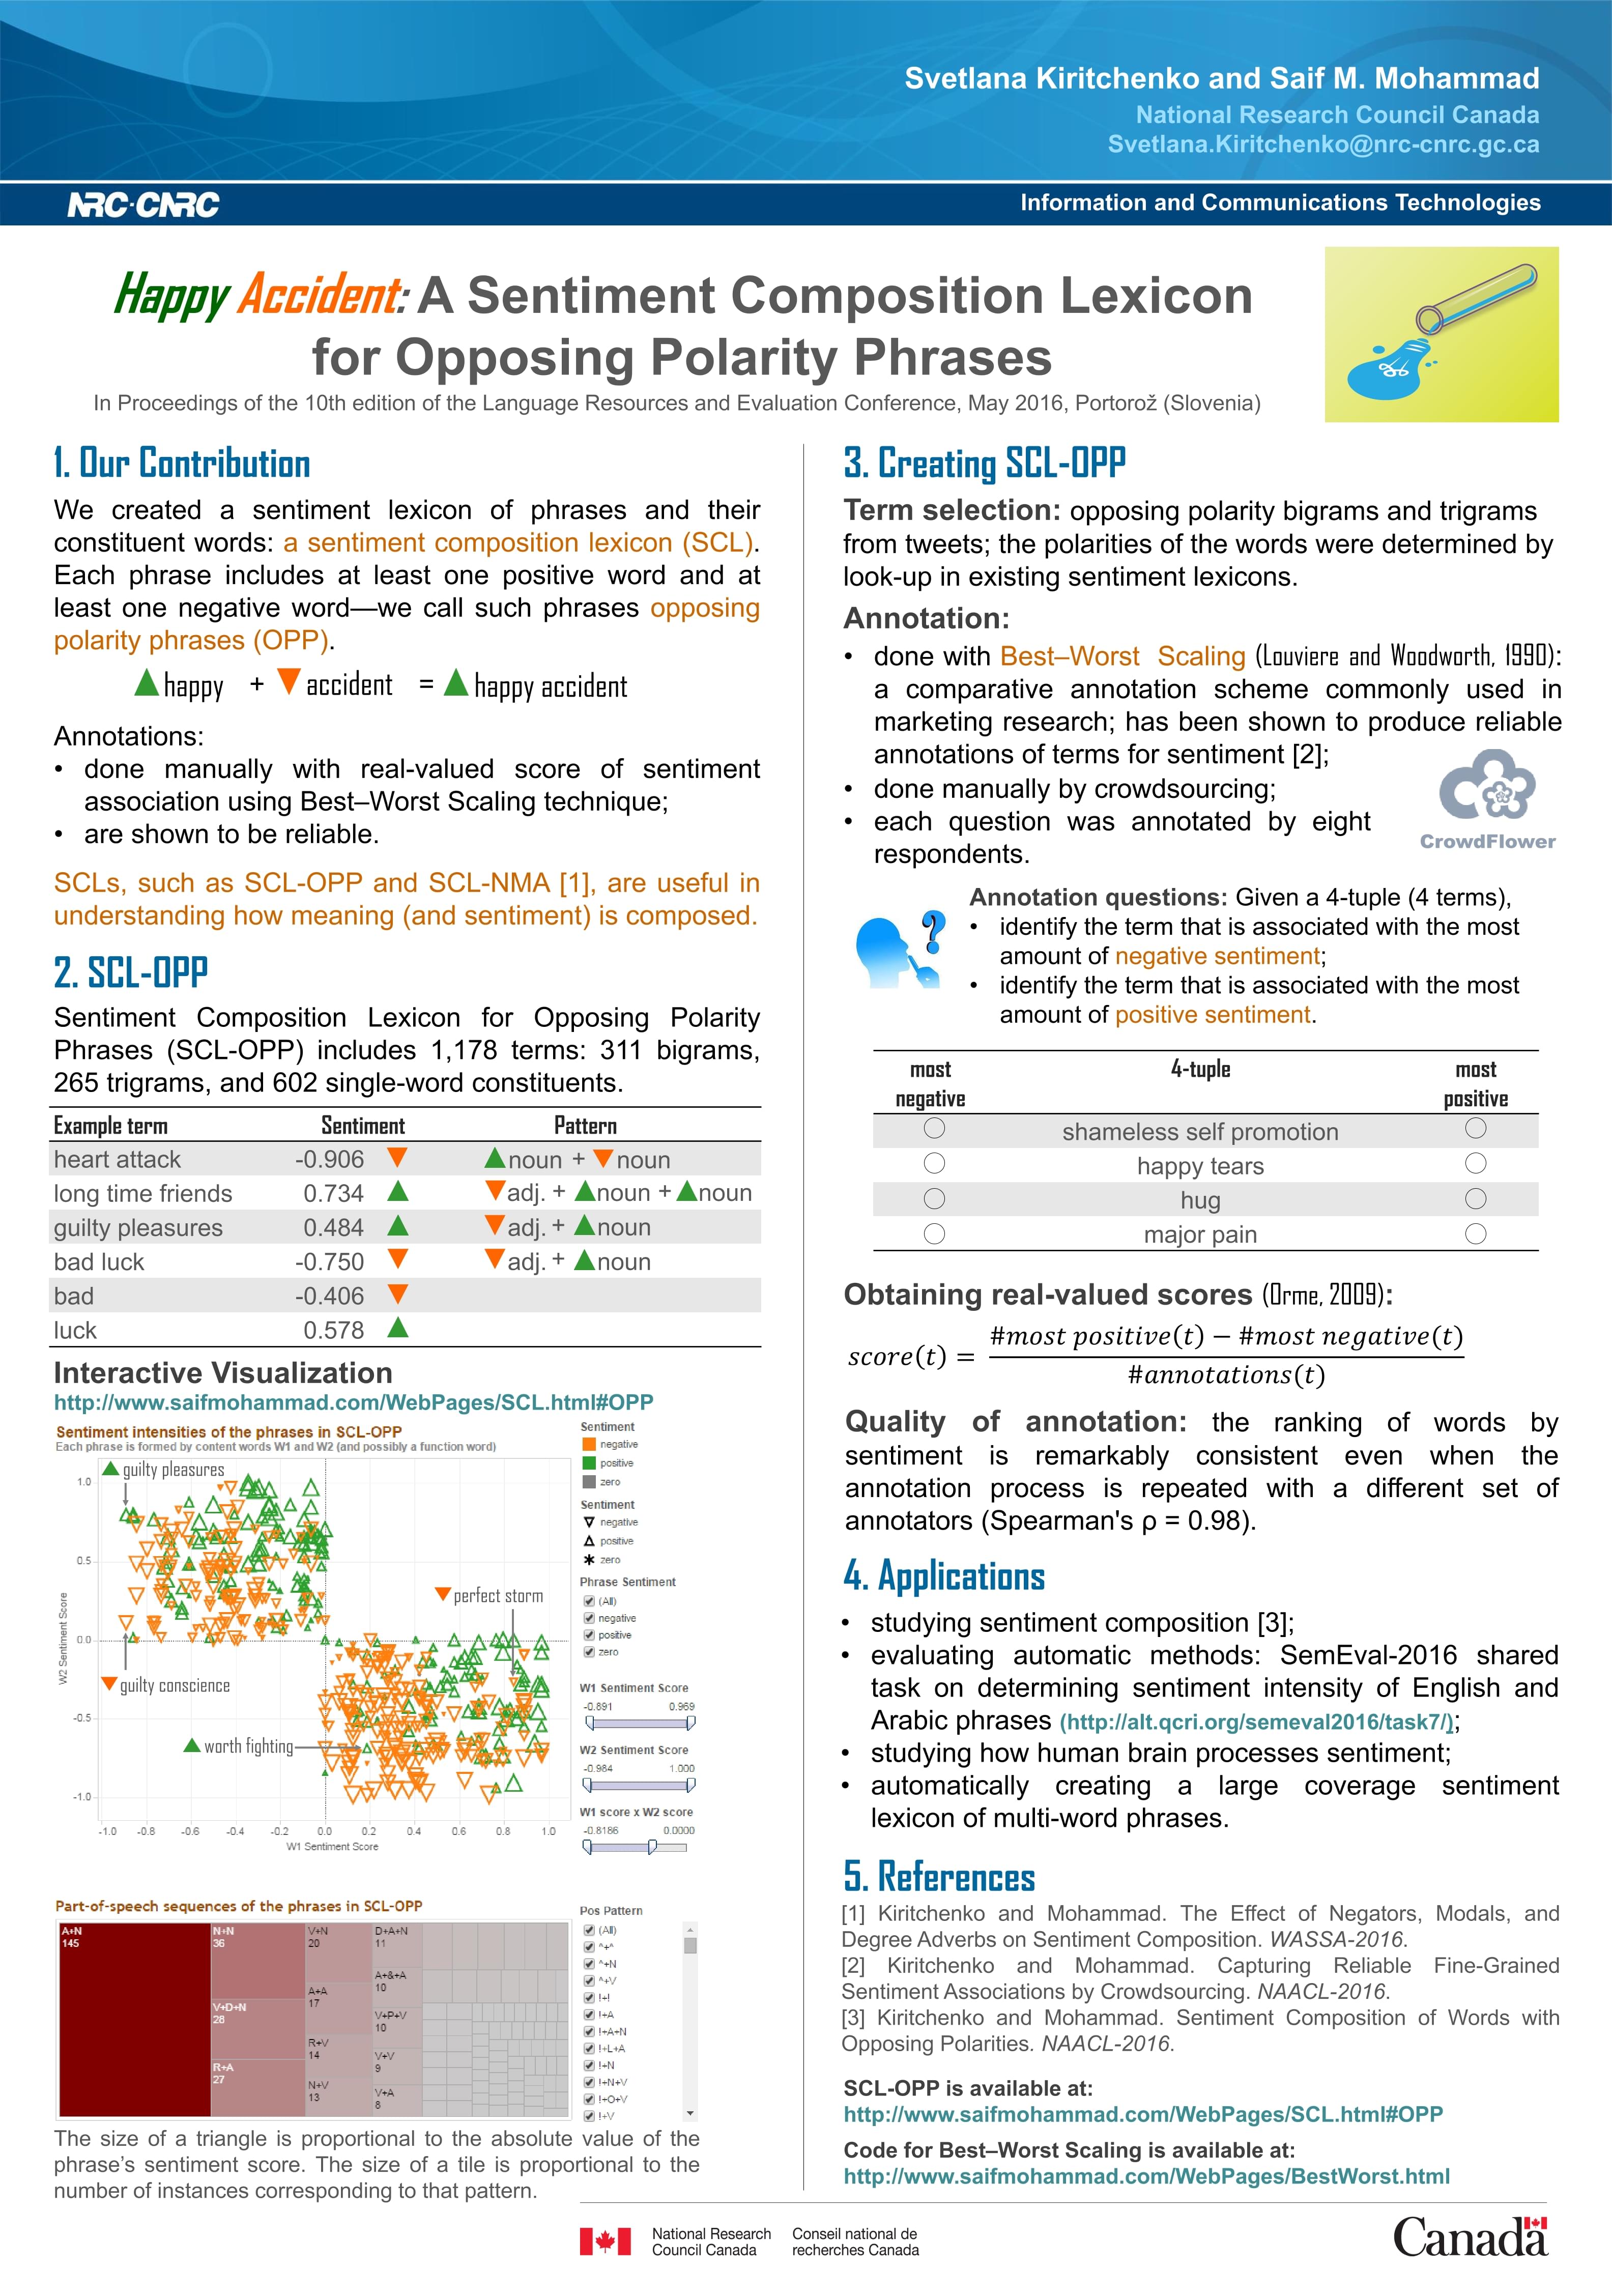 Svetlana Kiritchenko and Saif M. Mohammad
National Research Council Canada
Svetlana.Kiritchenko@nrc-cnrc.gc.ca
NRC·CNRC
Information and Communications Technologies
Happy Accident: A Sentiment Composition Lexicon
for Opposing Polarity Phrases
In Proceedings of the 10th edition of the Language Resources and Evaluation Conference, May 2016, Portorož (Slovenia)
1. Our Contribution
We created a sentiment lexicon of phrases and their
constituent words: a sentiment composition lexicon (SCL).
Each phrase includes at least one positive word and at
least one negative word—we call such phrases opposing
polarity phrases (OPP).
▲ happy + ▼ accident = ▲ happy accident
Annotations:
• done manually with real-valued score of sentiment
association using Best–Worst Scaling technique;
• are shown to be reliable.
SCLs, such as SCL-OPP and SCL-NMA [1], are useful in
understanding how meaning (and sentiment) is composed.
2. SCL-OPP
Sentiment Composition Lexicon for Opposing Polarity
Phrases (SCL-OPP) includes 1,178 terms: 311 bigrams,
265 trigrams, and 602 single-word constituents.
Example term Sentiment Pattern
heart attack -0.906 ▼ ▲noun + ▼noun
long time friends 0.734 ▲ ▼adj. + ▲noun + ▲noun
guilty pleasures 0.484 ▲ ▼adj. + ▲noun
bad luck -0.750 ▼ ▼adj. + ▲noun
bad -0.406 ▼
luck 0.578 ▲
Interactive Visualization
http://www.saifmohammad.com/WebPages/SCL.html#OPP
Sentiment intensities of the phrases in SCL-OPP
Each phrase is formed by content words W1 and W2 (and possibly a function word)
▲ guilty pleasures
▼ perfect storm
▼ guilty conscience
▲ worth fighting
W2 Sentiment Score
1.0
0.5
0.0
-0.5
-1.0
-1.0 -0.8 -0.6 -0.4 -0.2 0.0 0.2 0.4 0.6 0.8 1.0
W1 Sentiment Score
Sentiment
negative
positive
zero
Sentiment
negative
positive
zero
Phrase Sentiment
(All)
negative
positive
zero
W1 Sentiment Score
-0.891 0.969
W2 Sentiment Score
-0.984 1.000
W1 score x W2 score
-0.8186 0.0000
Part-of-speech sequences of the phrases in SCL-OPP
A+N
145
N+N
36
V+D+N
28
R+A
27
V+N
20
A+A
17
R+V
14
N+V
13
D+A+N
11
A+&+A
10
V+P+V
10
V+V
9
V+A
8
Pos Pattern
(All)
^+^
^+N
^+V
!+!
!+A
!+A+N
!+L+A
!+N
!+N+V
!+O+V
!+V
The size of a triangle is proportional to the absolute value of the
phrase's sentiment score. The size of a tile is proportional to the
number of instances corresponding to that pattern.
3. Creating SCL-OPP
Term selection: opposing polarity bigrams and trigrams
from tweets; the polarities of the words were determined by
look-up in existing sentiment lexicons.
Annotation:
• done with Best–Worst Scaling (Louviere and Woodworth, 1990):
a comparative annotation scheme commonly used in
marketing research; has been shown to produce reliable
annotations of terms for sentiment [2];
• done manually by crowdsourcing;
• each question was annotated by eight
respondents.
CrowdFlower
Annotation questions: Given a 4-tuple (4 terms),
• identify the term that is associated with the most
amount of negative sentiment;
• identify the term that is associated with the most
amount of positive sentiment.
?
most 4-tuple most
negative positive
shameless self promotion
happy tears
hug
major pain
Obtaining real-valued scores (Orme, 2009):
score(t) = #most positive(t) − #most negative(t)
#annotations(t)
Quality of annotation: the ranking of words by
sentiment is remarkably consistent even when the
annotation process is repeated with a different set of
annotators (Spearman's ρ = 0.98).
4. Applications
• studying sentiment composition [3];
• evaluating automatic methods: SemEval-2016 shared
task on determining sentiment intensity of English and
Arabic phrases (http://alt.qcri.org/semeval2016/task7/);
• studying how human brain processes sentiment;
• automatically creating a large coverage sentiment
lexicon of multi-word phrases.
5. References
[1] Kiritchenko and Mohammad. The Effect of Negators, Modals, and
Degree Adverbs on Sentiment Composition. WASSA-2016.
[2] Kiritchenko and Mohammad. Capturing Reliable Fine-Grained
Sentiment Associations by Crowdsourcing. NAACL-2016.
[3] Kiritchenko and Mohammad. Sentiment Composition of Words with
Opposing Polarities. NAACL-2016.
SCL-OPP is available at:
http://www.saifmohammad.com/WebPages/SCL.html#OPP
Code for Best–Worst Scaling is available at:
http://www.saifmohammad.com/WebPages/BestWorst.html
National Research Conseil national de
Council Canada recherches Canada
Canada